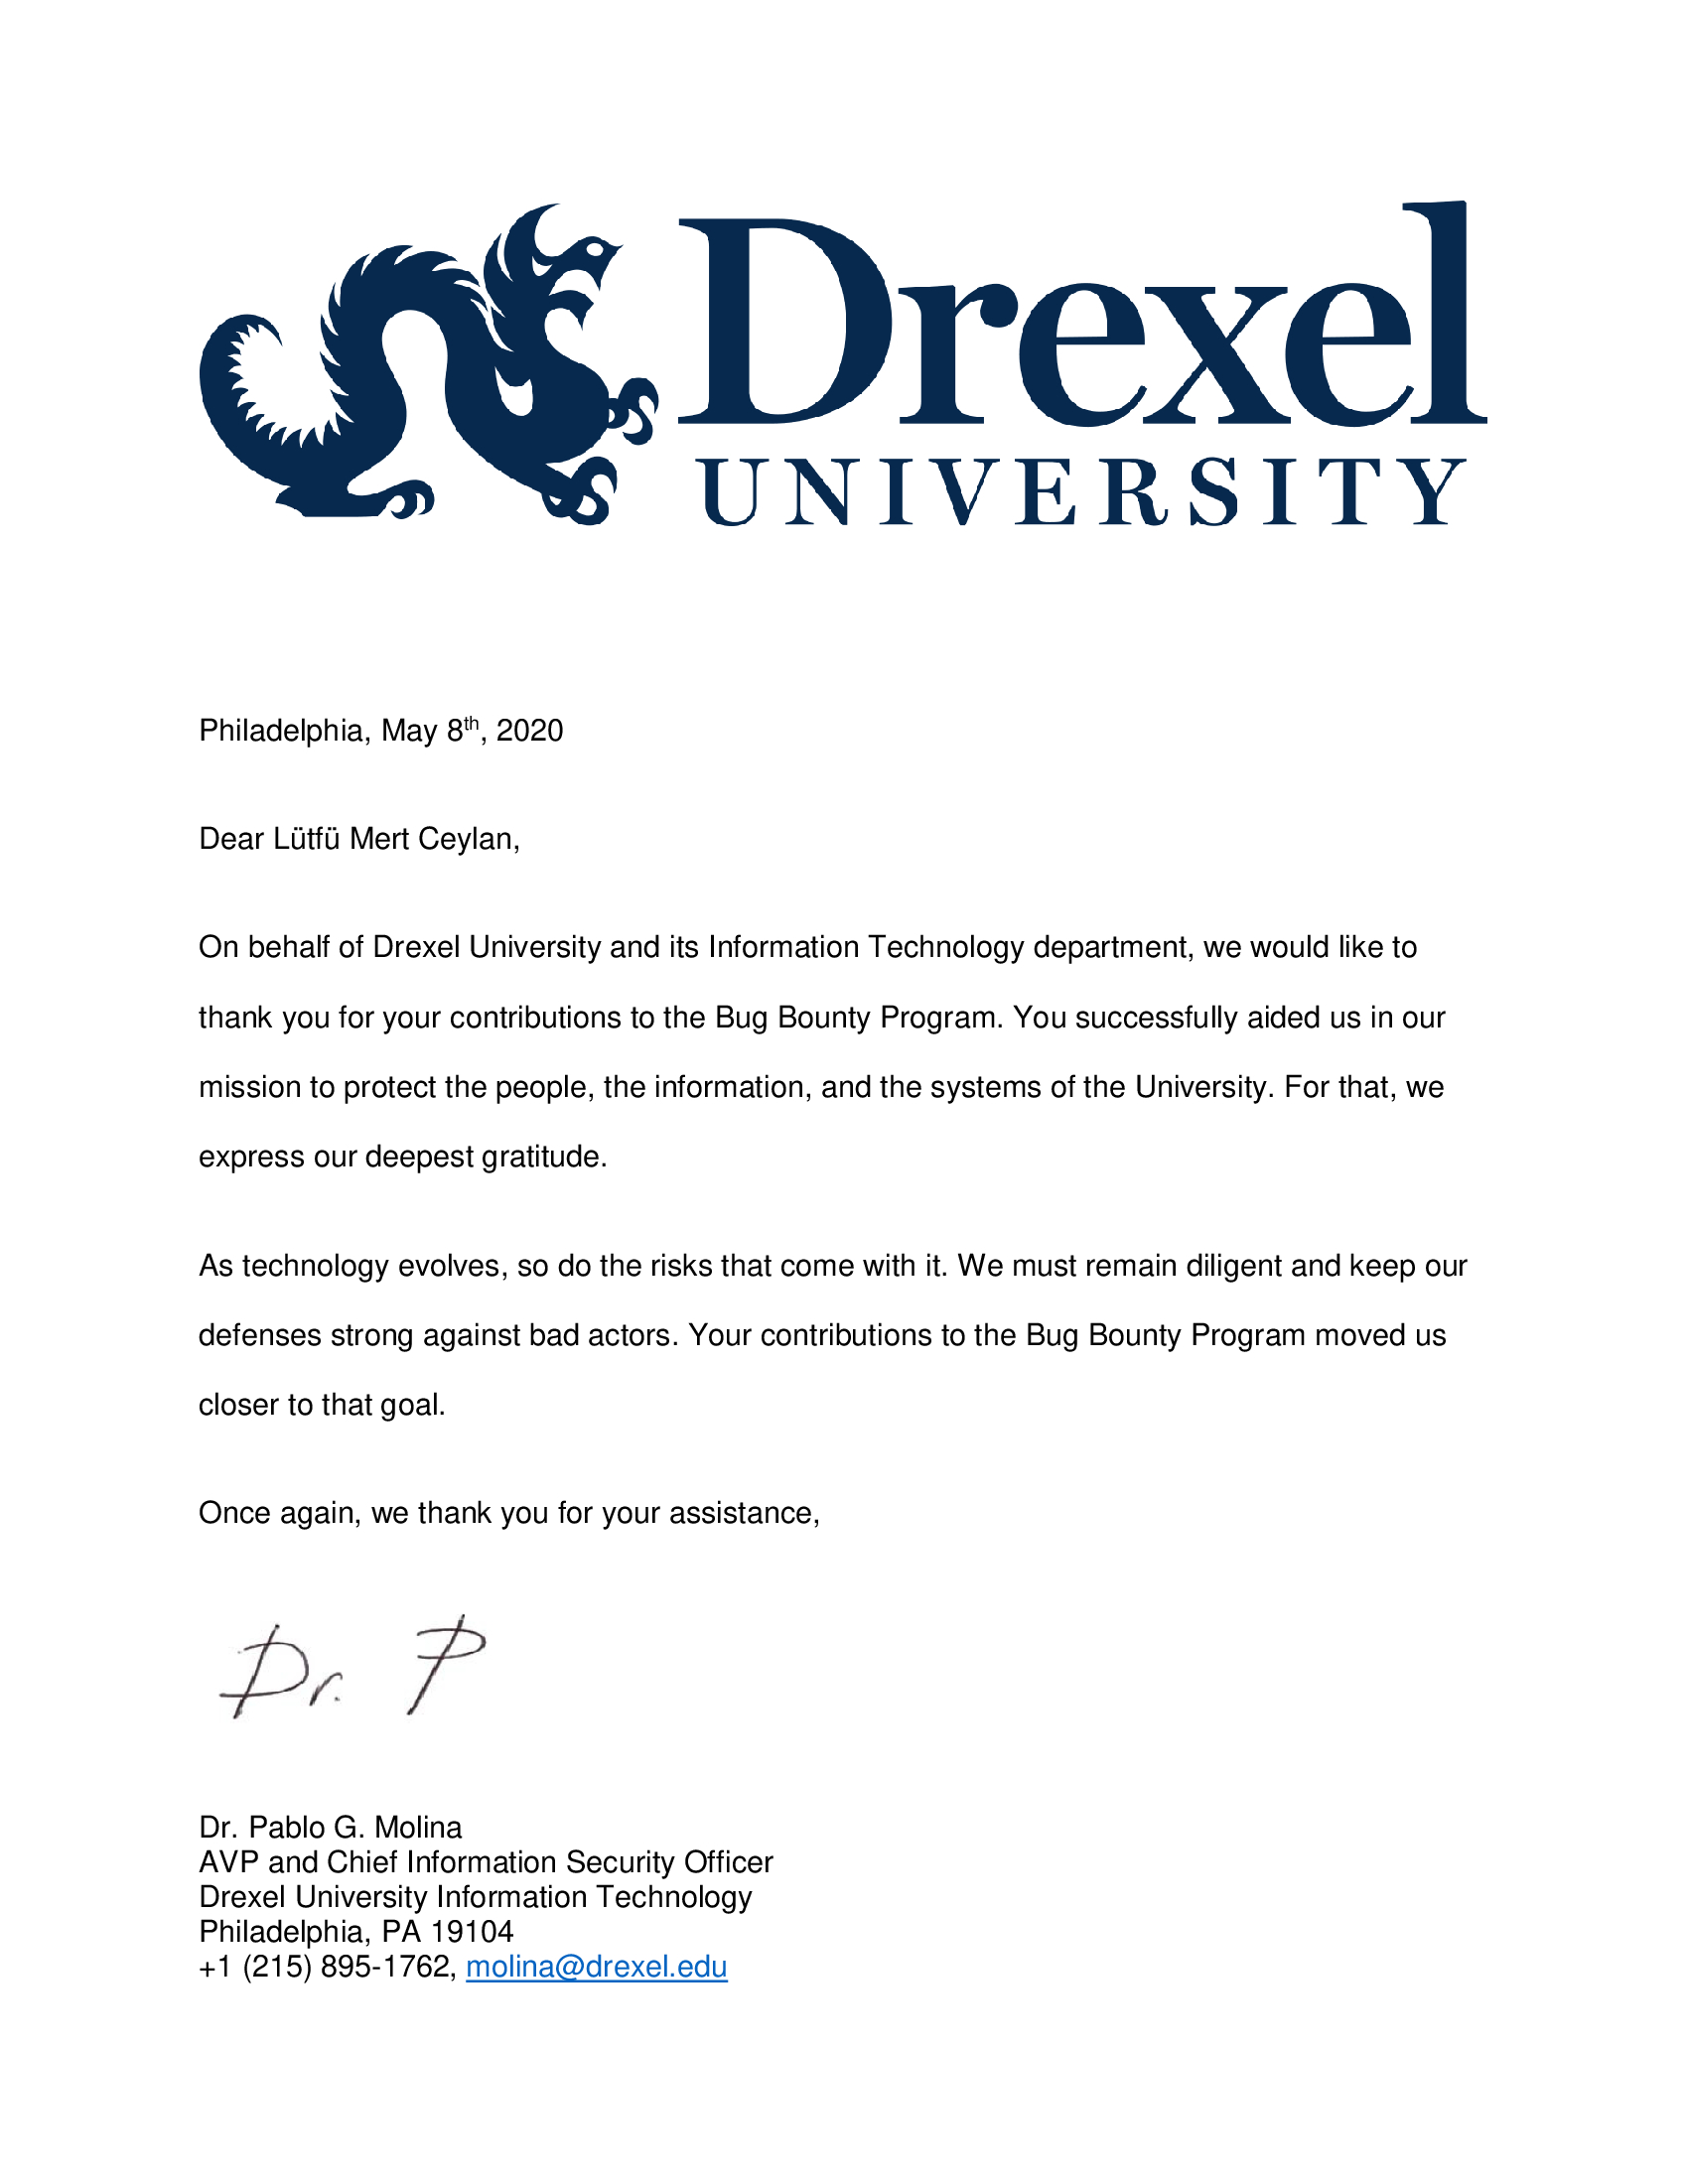 Drexel
UNIVERSITY
Philadelphia, May 8th, 2020
Dear Lütfü Mert Ceylan,
On behalf of Drexel University and its Information Technology department, we would like to
thank you for your contributions to the Bug Bounty Program. You successfully aided us in our
mission to protect the people, the information, and the systems of the University. For that, we
express our deepest gratitude.
As technology evolves, so do the risks that come with it. We must remain diligent and keep our
defenses strong against bad actors. Your contributions to the Bug Bounty Program moved us
closer to that goal.
Once again, we thank you for your assistance,
Dr. P
Dr. Pablo G. Molina
AVP and Chief Information Security Officer
Drexel University Information Technology
Philadelphia, PA 19104
+1 (215) 895-1762, molina@drexel.edu